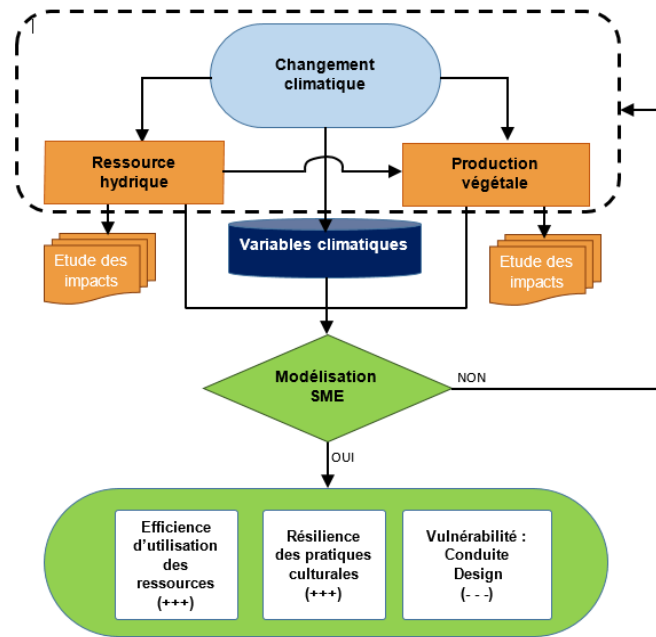 Changement
climatique
Ressource
hydrique
Production
végétale
Variables climatiques
Etude des
impacts
Etude des
impacts
Modélisation
SME
NON
OUI
Efficience
d'utilisation
des
ressources
(+++)
Résilience
des pratiques
culturales
(+++)
Vulnérabilité :
Conduite
Design
(- - -)